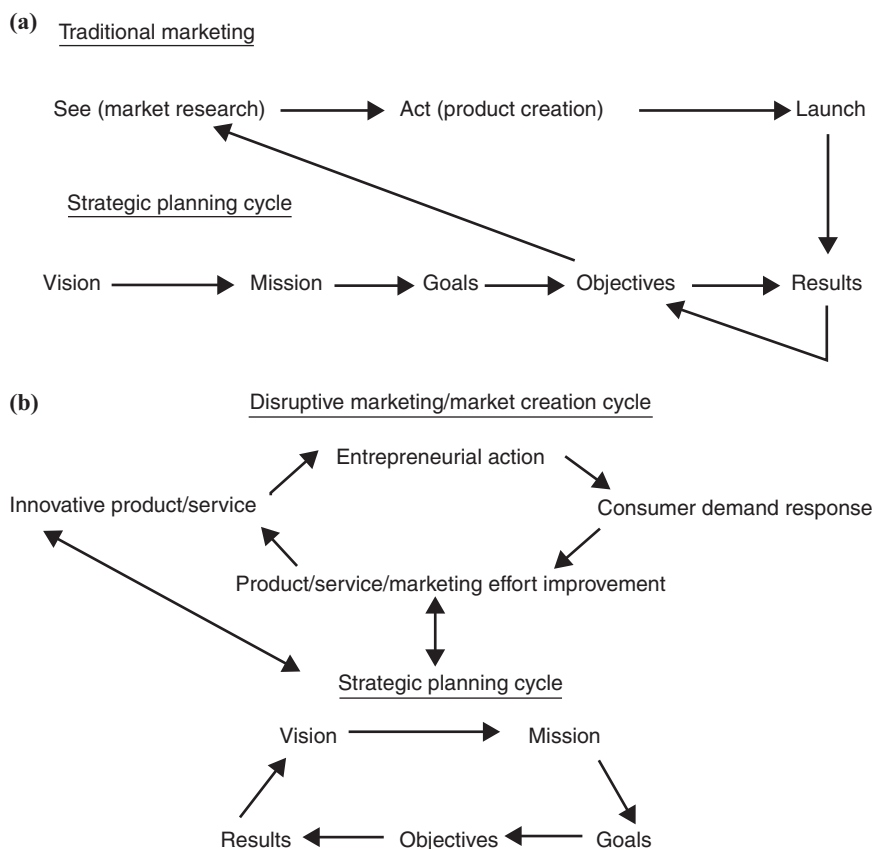 (a) Traditional marketing
See (market research) Act (product creation) Launch
Strategic planning cycle
Vision Mission Goals Objectives Results
(b) Disruptive marketing/market creation cycle
Entrepreneurial action
Innovative product/service Consumer demand response
Product/service/marketing effort improvement
Strategic planning cycle
Vision Mission
Results Objectives Goals